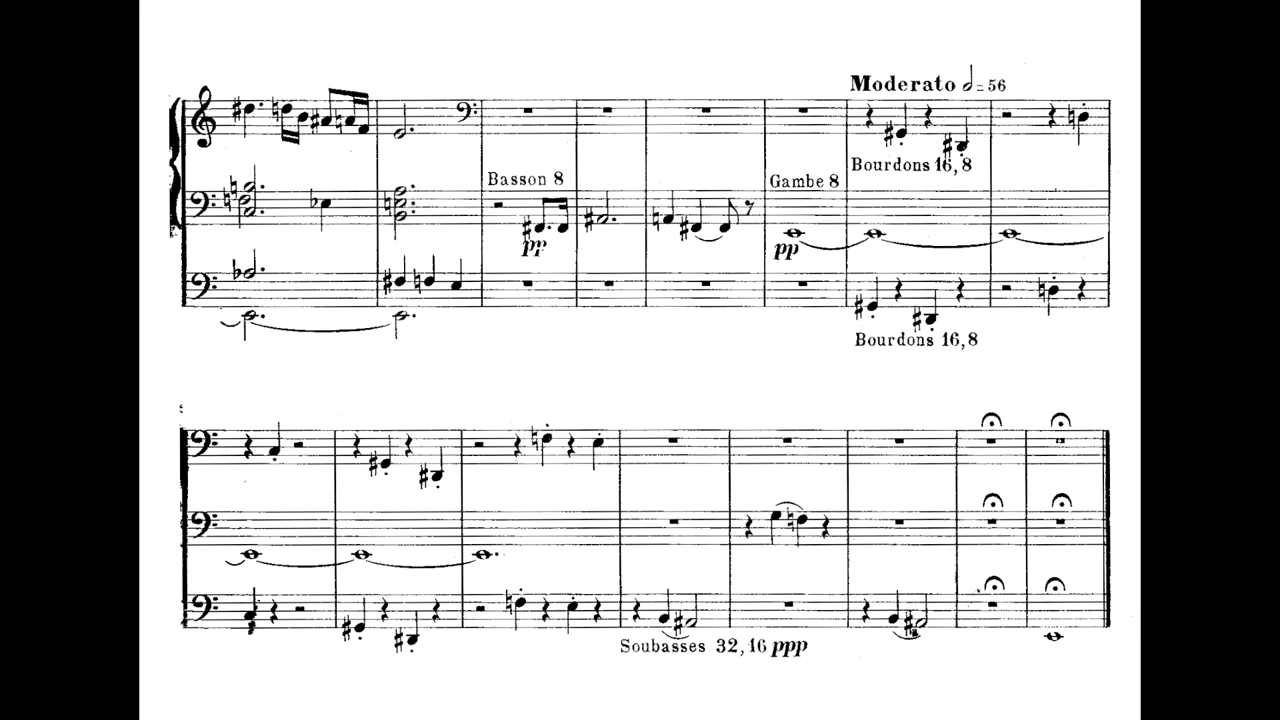 Moderato 𝅗𝅥 = 56
Bourdons 16, 8
Basson 8
Gambe 8
pp
pp
Bourdons 16, 8
Soubasses 32, 16 ppp